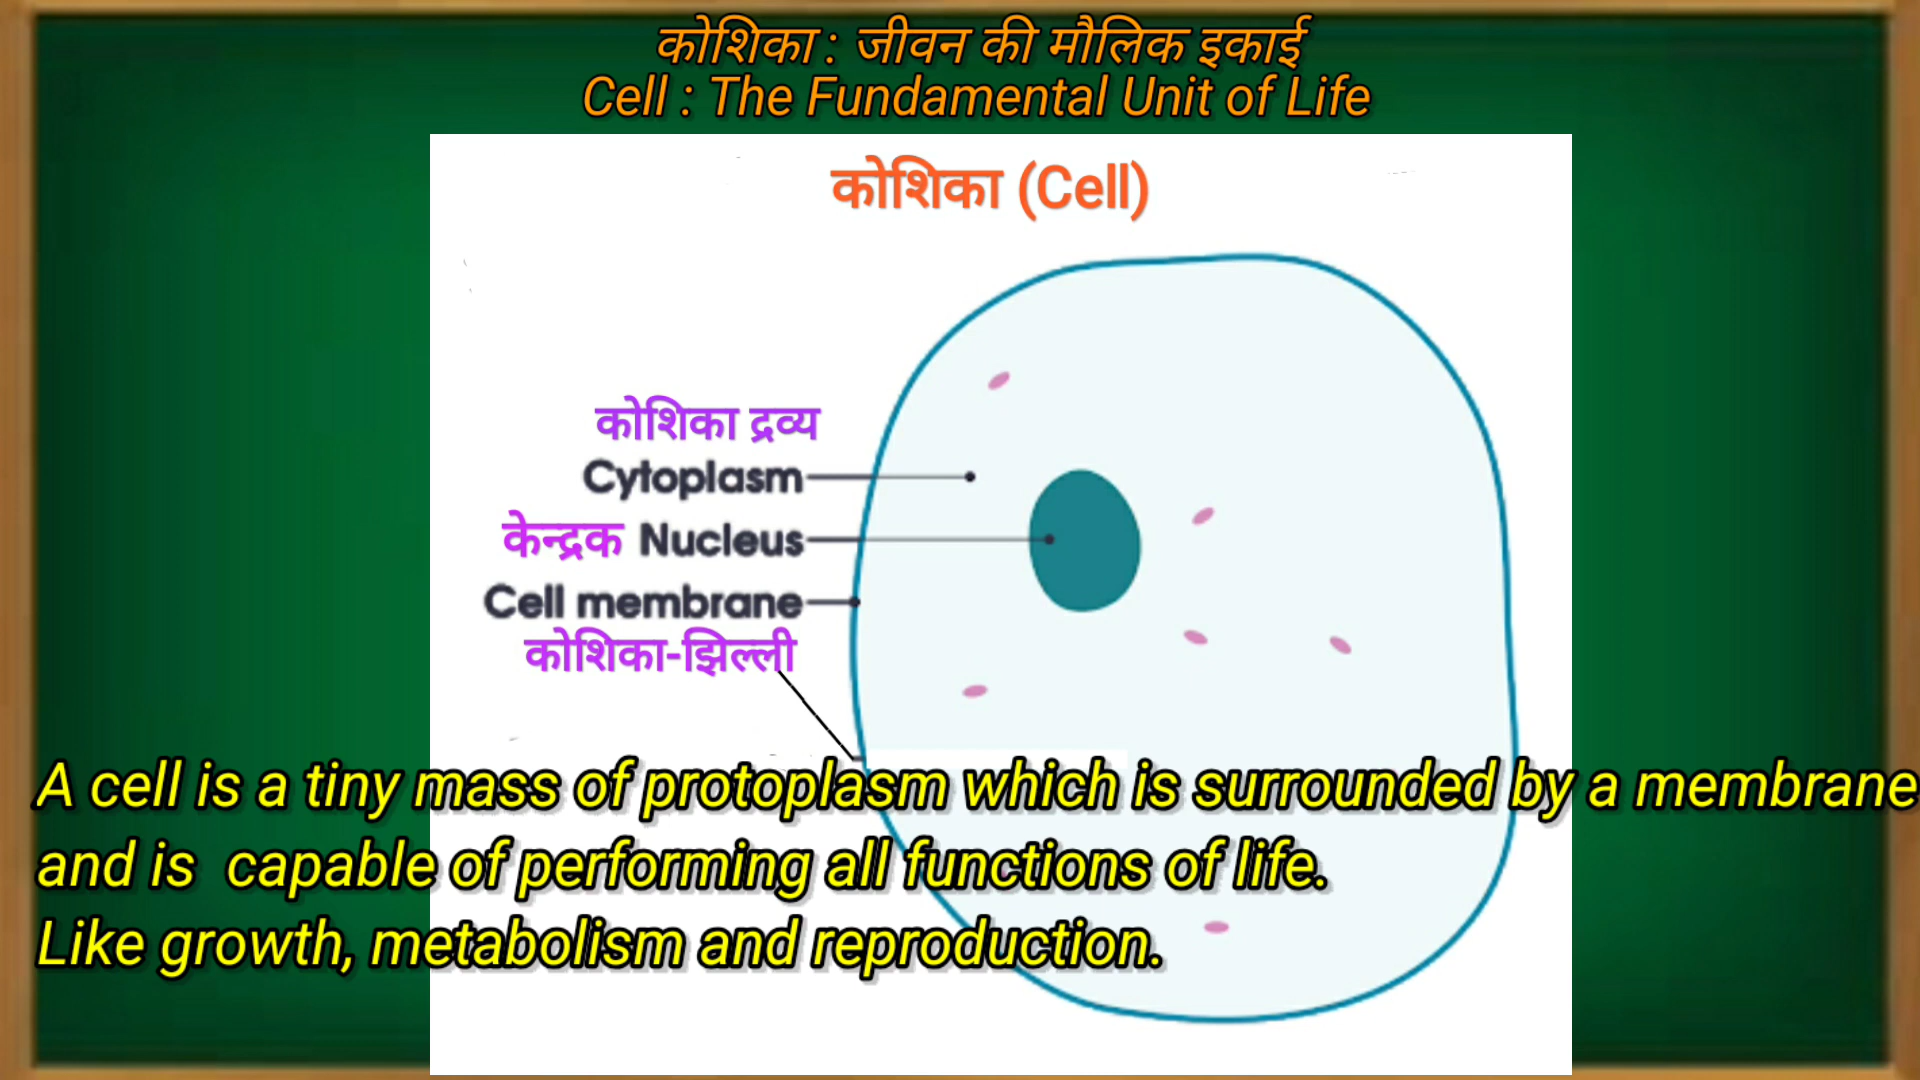 कोशिका : जीवन की मौलिक इकाई
Cell : The Fundamental Unit of Life
कोशिका (Cell)
कोशिका द्रव्य
Cytoplasm
केन्द्रक Nucleus
Cell membrane
कोशिका-झिल्ली
A cell is a tiny mass of protoplasm which is surrounded by a membrane
and is capable of performing all functions of life.
Like growth, metabolism and reproduction.